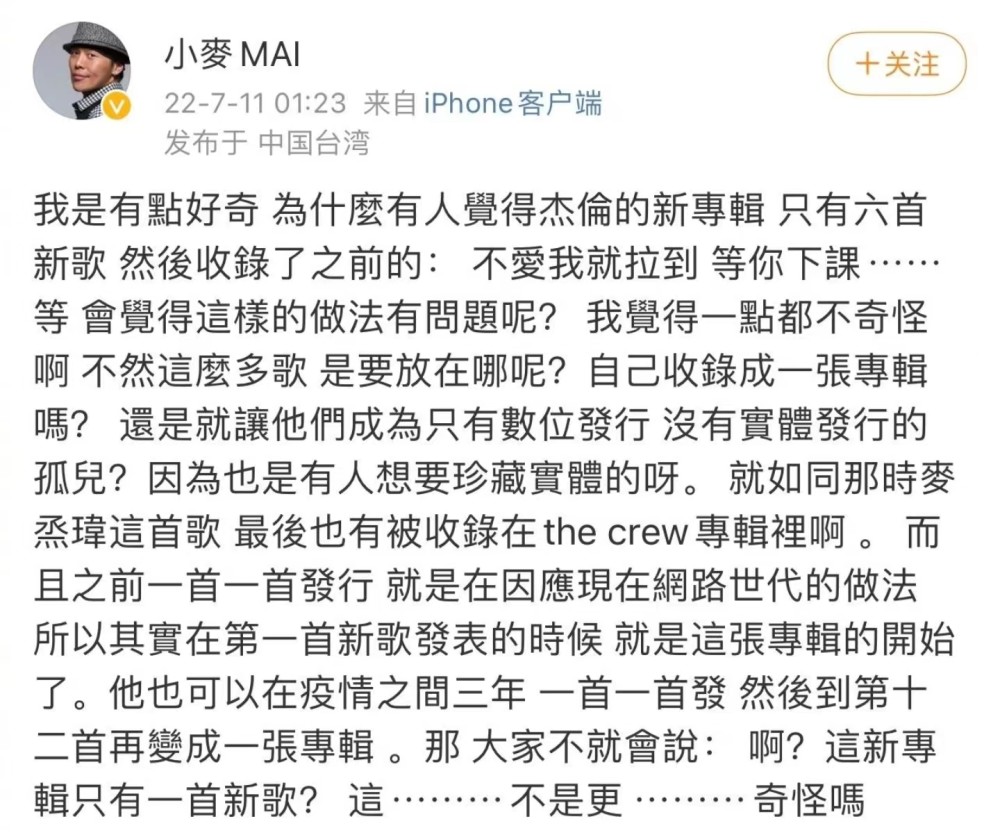 小麥MAI
＋关注
22-7-11 01:23 来自 iPhone客户端
发布于 中国台湾
我是有點好奇 為什麼有人覺得杰倫的新專輯 只有六首
新歌 然後收錄了之前的： 不愛我就拉到 等你下課⋯⋯
等 會覺得這樣的做法有問題呢？ 我覺得一點都不奇怪
啊 不然這麼多歌 是要放在哪呢？自己收錄成一張專輯
嗎？ 還是就讓他們成為只有數位發行 沒有實體發行的
孤兒？因為也是有人想要珍藏實體的呀。 就如同那時麥
烝瑋這首歌 最後也有被收錄在the crew專輯裡啊 。 而
且之前一首一首發行 就是在因應現在網路世代的做法
所以其實在第一首新歌發表的時候 就是這張專輯的開始
了。他也可以在疫情之間三年 一首一首發 然後到第十
二首再變成一張專輯 。那 大家不就會說： 啊？這新專
輯只有一首新歌？ 這⋯⋯⋯不是更 ⋯⋯⋯奇怪嗎